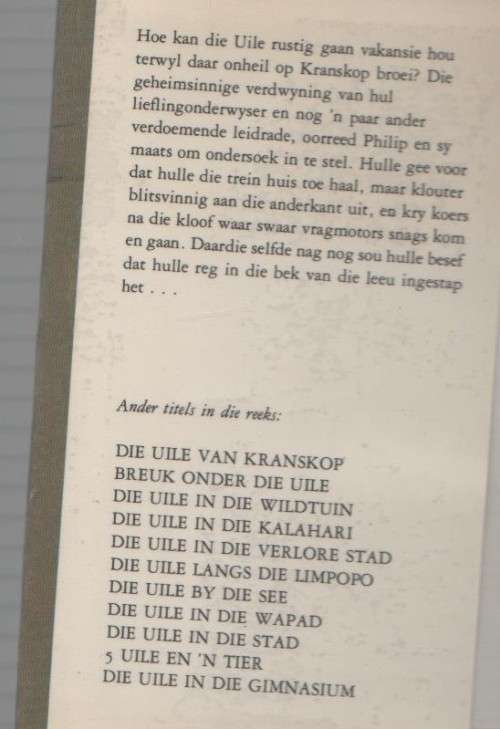 Hoe kan die Uile rustig gaan vakansie hou
terwyl daar onheil op Kranskop broei? Die
geheimsinnige verdwyning van hul
lieflingonderwyser en nog 'n paar ander
verdoemende leidrade, oorreed Philip en sy
maats om ondersoek in te stel. Hulle gee voor
dat hulle die trein huis toe haal, maar klouter
blitsvinnig aan die anderkant uit, en kry koers
na die kloof waar swaar vragmotors snags kom
en gaan. Daardie selfde nag nog sou hulle besef
dat hulle reg in die bek van die leeu ingestap
het . . .
Ander titels in die reeks:
DIE UILE VAN KRANSKOP
BREUK ONDER DIE UILE
DIE UILE IN DIE WILDTUIN
DIE UILE IN DIE KALAHARI
DIE UILE IN DIE VERLORE STAD
DIE UILE LANGS DIE LIMPOPO
DIE UILE BY DIE SEE
DIE UILE IN DIE WAPAD
DIE UILE IN DIE STAD
5 UILE EN 'N TIER
DIE UILE IN DIE GIMNASIUM